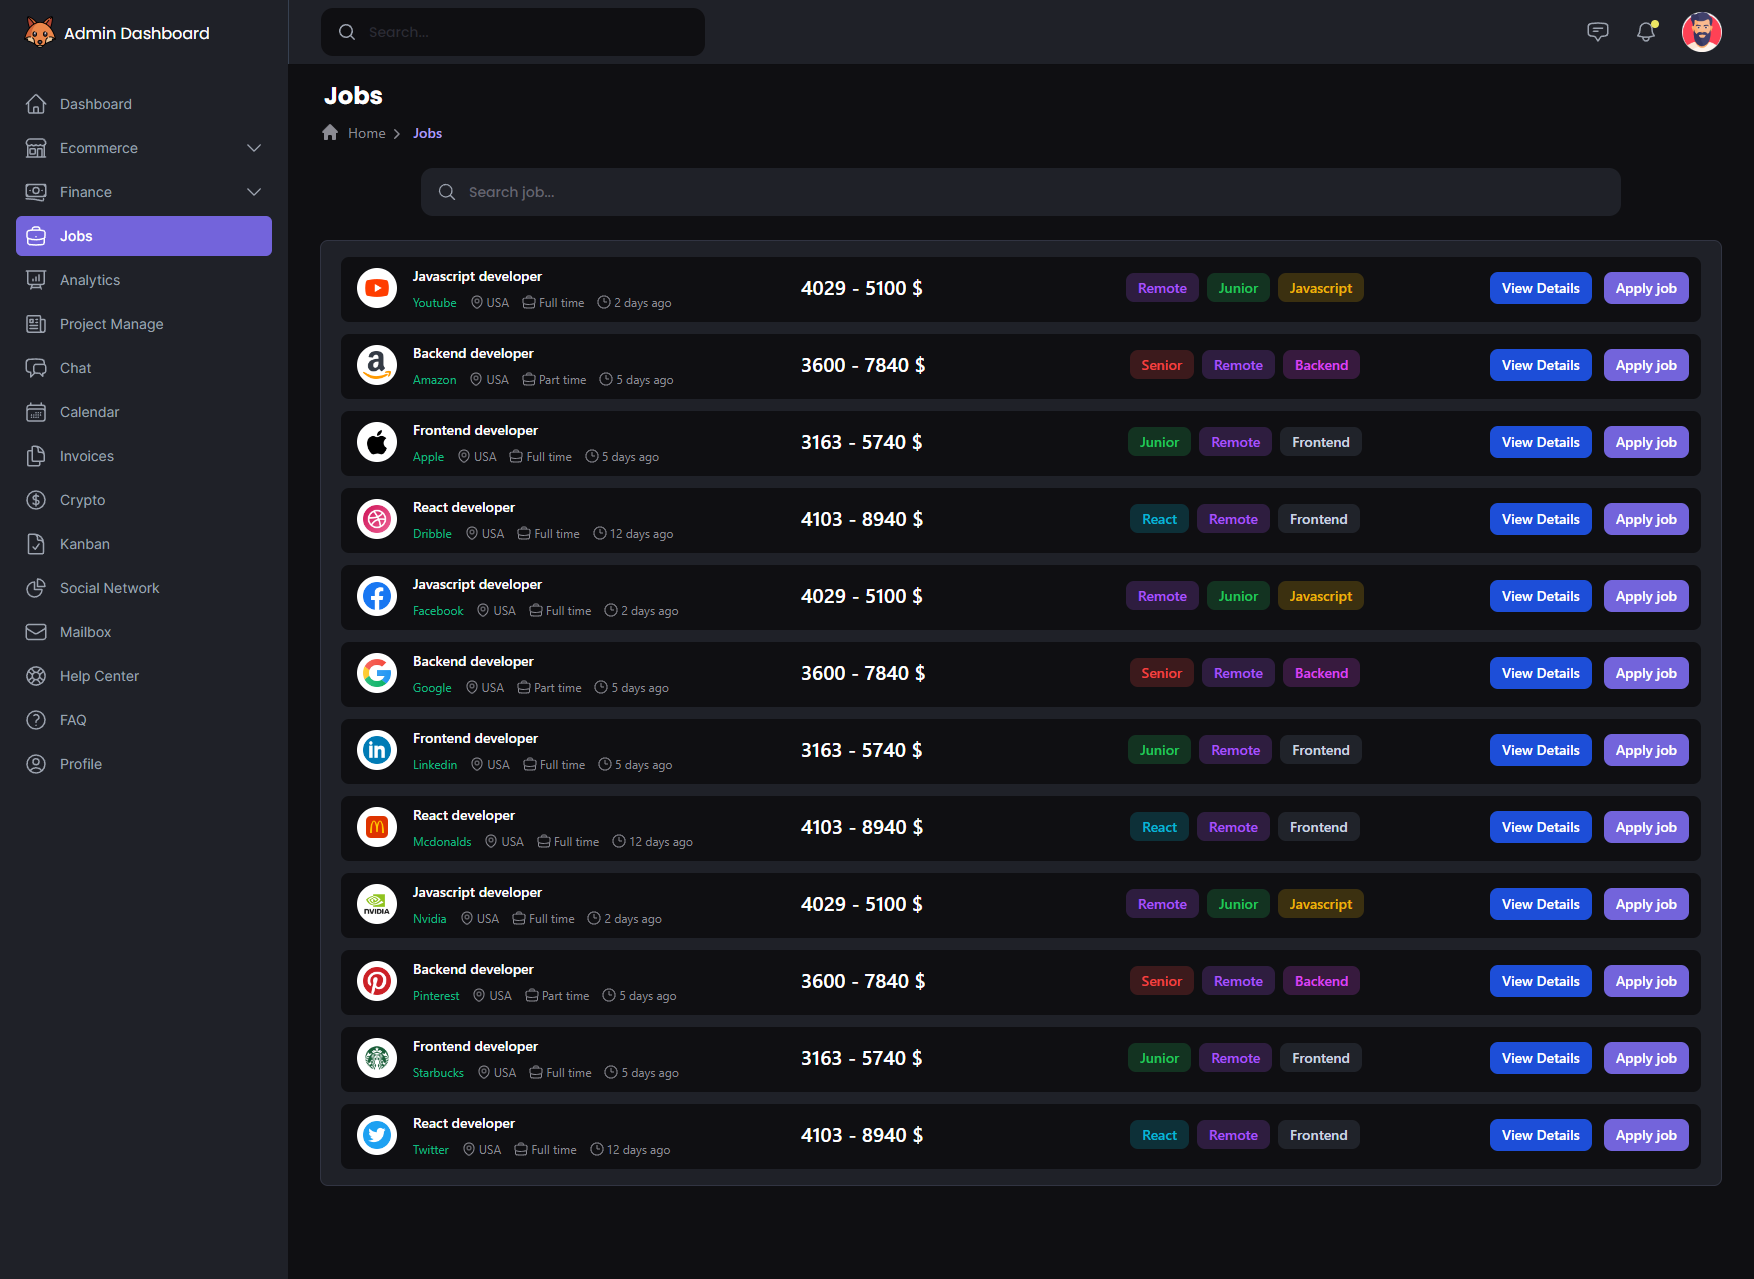 Admin Dashboard
Search...
Dashboard
Ecommerce
Finance
Jobs
Analytics
Project Manage
Chat
Calendar
Invoices
Crypto
Kanban
Social Network
Mailbox
Help Center
FAQ
Profile
Jobs
Home Jobs
Search job...
Javascript developer
Youtube USA Full time 2 days ago
4029 - 5100 $
Remote Junior Javascript
View Details Apply job
Backend developer
Amazon USA Part time 5 days ago
3600 - 7840 $
Senior Remote Backend
View Details Apply job
Frontend developer
Apple USA Full time 5 days ago
3163 - 5740 $
Junior Remote Frontend
View Details Apply job
React developer
Dribble USA Full time 12 days ago
4103 - 8940 $
React Remote Frontend
View Details Apply job
Javascript developer
Facebook USA Full time 2 days ago
4029 - 5100 $
Remote Junior Javascript
View Details Apply job
Backend developer
Google USA Part time 5 days ago
3600 - 7840 $
Senior Remote Backend
View Details Apply job
Frontend developer
Linkedin USA Full time 5 days ago
3163 - 5740 $
Junior Remote Frontend
View Details Apply job
React developer
Mcdonalds USA Full time 12 days ago
4103 - 8940 $
React Remote Frontend
View Details Apply job
NVIDIA
Javascript developer
Nvidia USA Full time 2 days ago
4029 - 5100 $
Remote Junior Javascript
View Details Apply job
Backend developer
Pinterest USA Part time 5 days ago
3600 - 7840 $
Senior Remote Backend
View Details Apply job
Frontend developer
Starbucks USA Full time 5 days ago
3163 - 5740 $
Junior Remote Frontend
View Details Apply job
React developer
Twitter USA Full time 12 days ago
4103 - 8940 $
React Remote Frontend
View Details Apply job